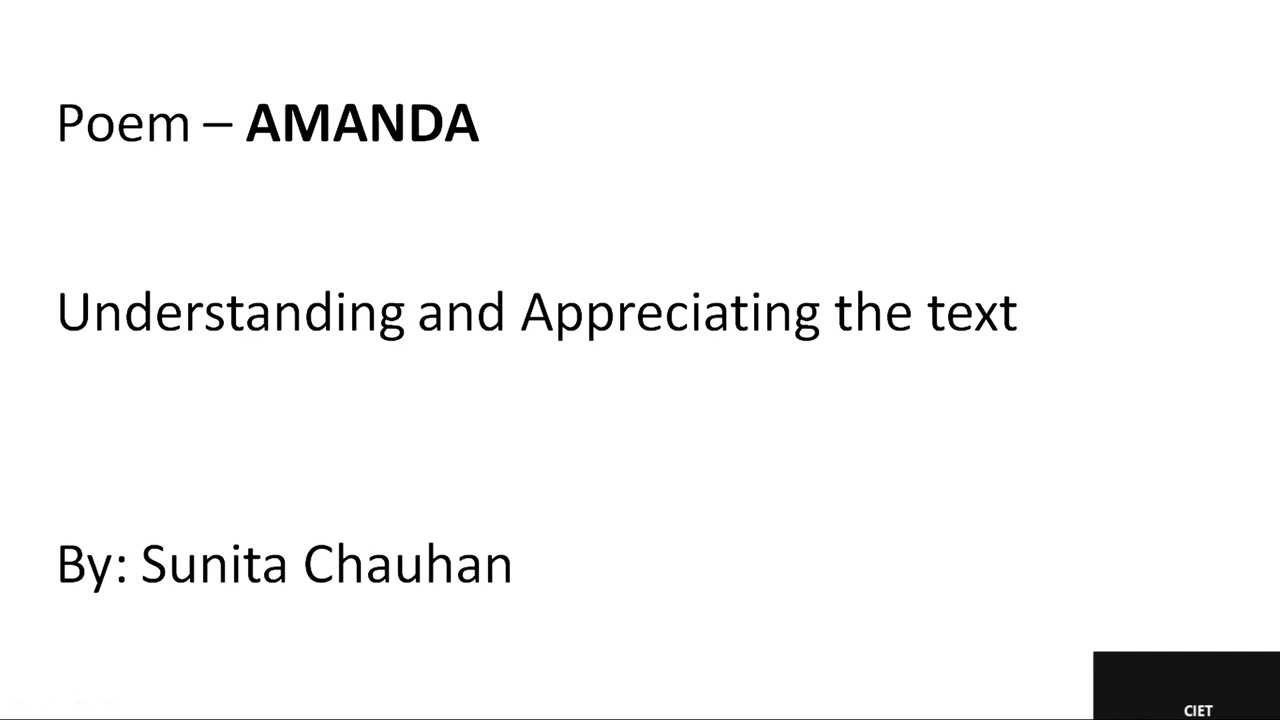 Poem – AMANDA
Understanding and Appreciating the text
By: Sunita Chauhan
CIET